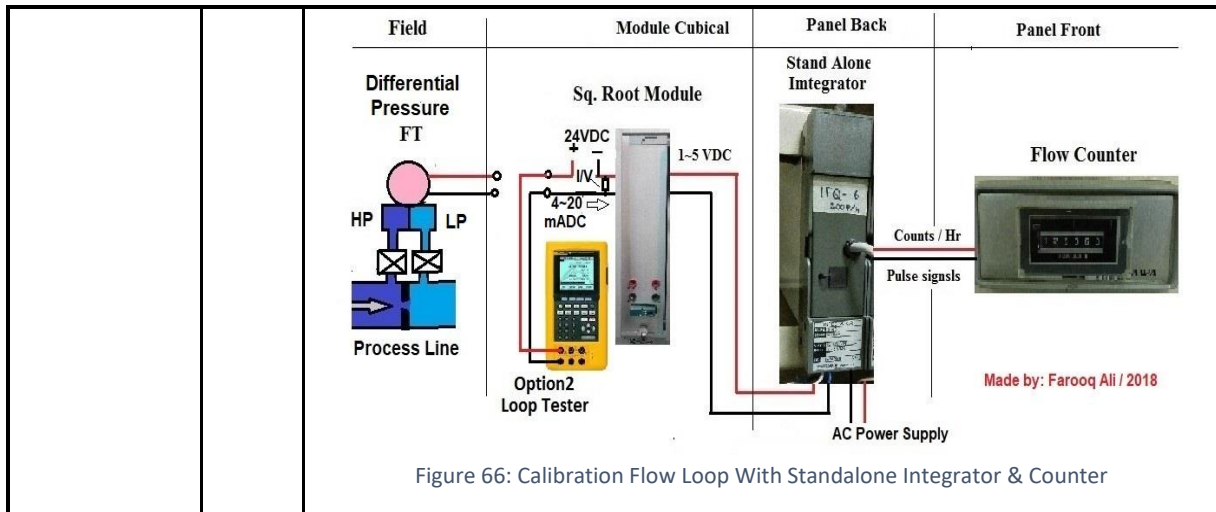 Field
Module Cubical
Panel Back
Panel Front
Differential
Pressure
FT
HP
LP
Process Line
Sq. Root Module
24VDC
+
−
I/V
4~20
mADC
1~5 VDC
Option2
Loop Tester
Stand Alone
Imtegrator
200 P/h
Counts / Hr
Pulse signsls
AC Power Supply
Flow Counter
Made by: Farooq Ali / 2018
Figure 66: Calibration Flow Loop With Standalone Integrator & Counter